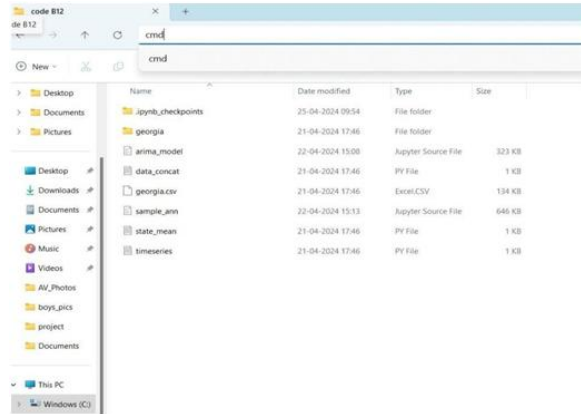 code B12
de B12
cmd
cmd
New
Name Date modified Type Size
Desktop
Documents
Pictures
Desktop
Downloads
Documents
Pictures
Music
Videos
AV_Photos
boys_pics
project
Documents
This PC
Windows (C:)
.ipynb_checkpoints 25-04-2024 09:54 File folder
georgia 21-04-2024 17:46 File folder
arima_model 22-04-2024 15:08 Jupyter Source File 323 KB
data_concat 21-04-2024 17:46 PY File 1 KB
georgia.csv 21-04-2024 17:46 Excel.CSV 134 KB
sample_ann 22-04-2024 15:13 Jupyter Source File 646 KB
state_mean 21-04-2024 17:46 PY File 1 KB
timeseries 21-04-2024 17:46 PY File 1 KB